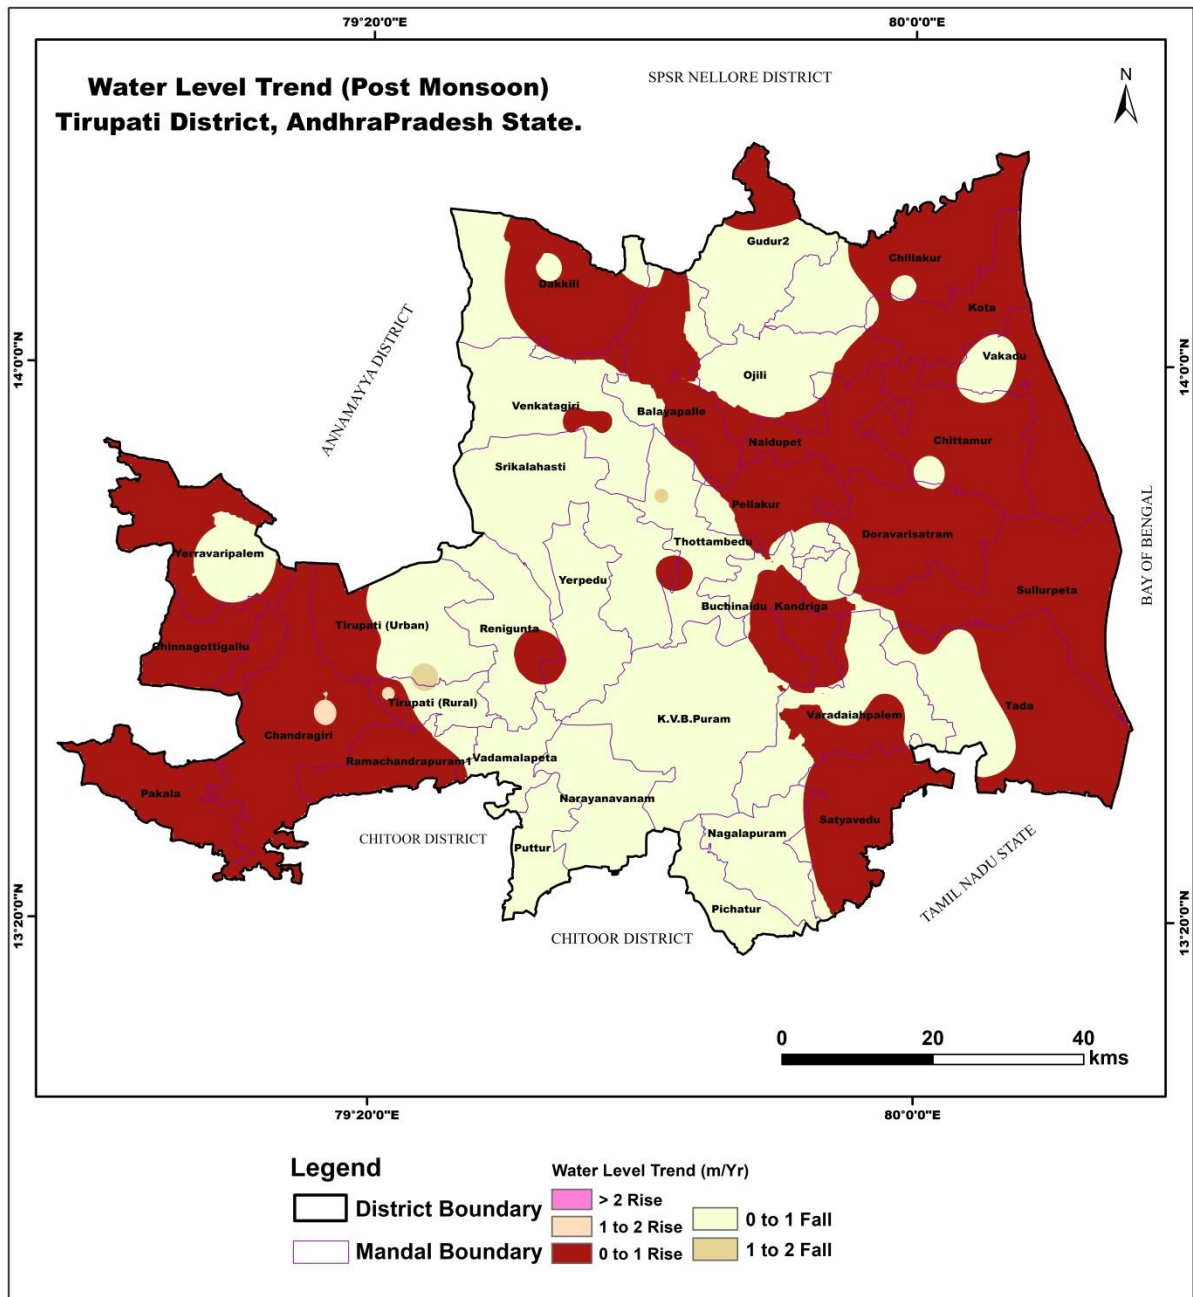 79°20'0"E
80°0'0"E
Water Level Trend (Post Monsoon)
Tirupati District, AndhraPradesh State.
SPSR NELLORE DISTRICT
N
Gudur2
Chillakur
Dakkili
Kota
ANNAMAYYA DISTRICT
14°0'0"N
14°0'0"N
Vakadu
Ojili
Venkatagiri
Balayapalle
Naidupet
Chittamur
Srikalahasti
Pellakur
BAY OF BENGAL
Doravarisatram
Thottambedu
Yerravaripalem
Yerpedu
Sullurpeta
Buchinaidu
Kandriga
Tirupati (Urban)
Renigunta
Chinnagottigallu
Tirupati (Rural)
Tada
K.V.B.Puram
Varadaiahpalem
Chandragiri
Ramachandrapuram1
Vadamalapeta
Pakala
Narayanavanam
Satyavedu
Nagalapuram
CHITOOR DISTRICT
Puttur
TAMIL NADU STATE
Pichatur
13°20'0"N
13°20'0"N
CHITOOR DISTRICT
0 20 40
kms
79°20'0"E
80°0'0"E
Legend
District Boundary
Mandal Boundary
Water Level Trend (m/Yr)
> 2 Rise
1 to 2 Rise
0 to 1 Rise
0 to 1 Fall
1 to 2 Fall